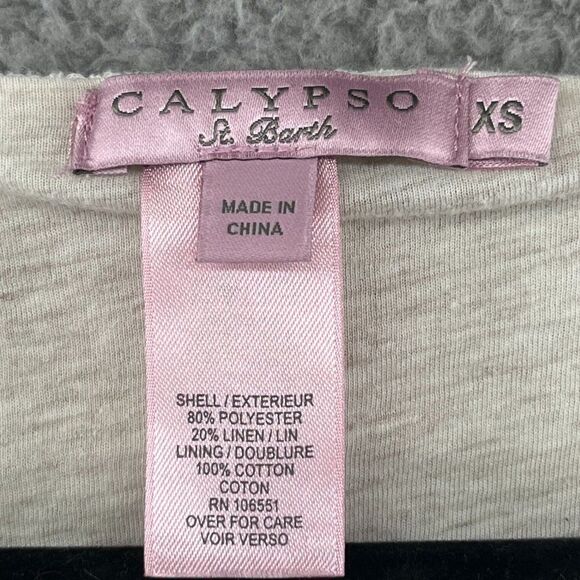 CALYPSO
St. Barth
XS
MADE IN
CHINA
SHELL / EXTERIEUR
80% POLYESTER
20% LINEN / LIN
LINING / DOUBLURE
100% COTTON
COTON
RN 106551
OVER FOR CARE
VOIR VERSO